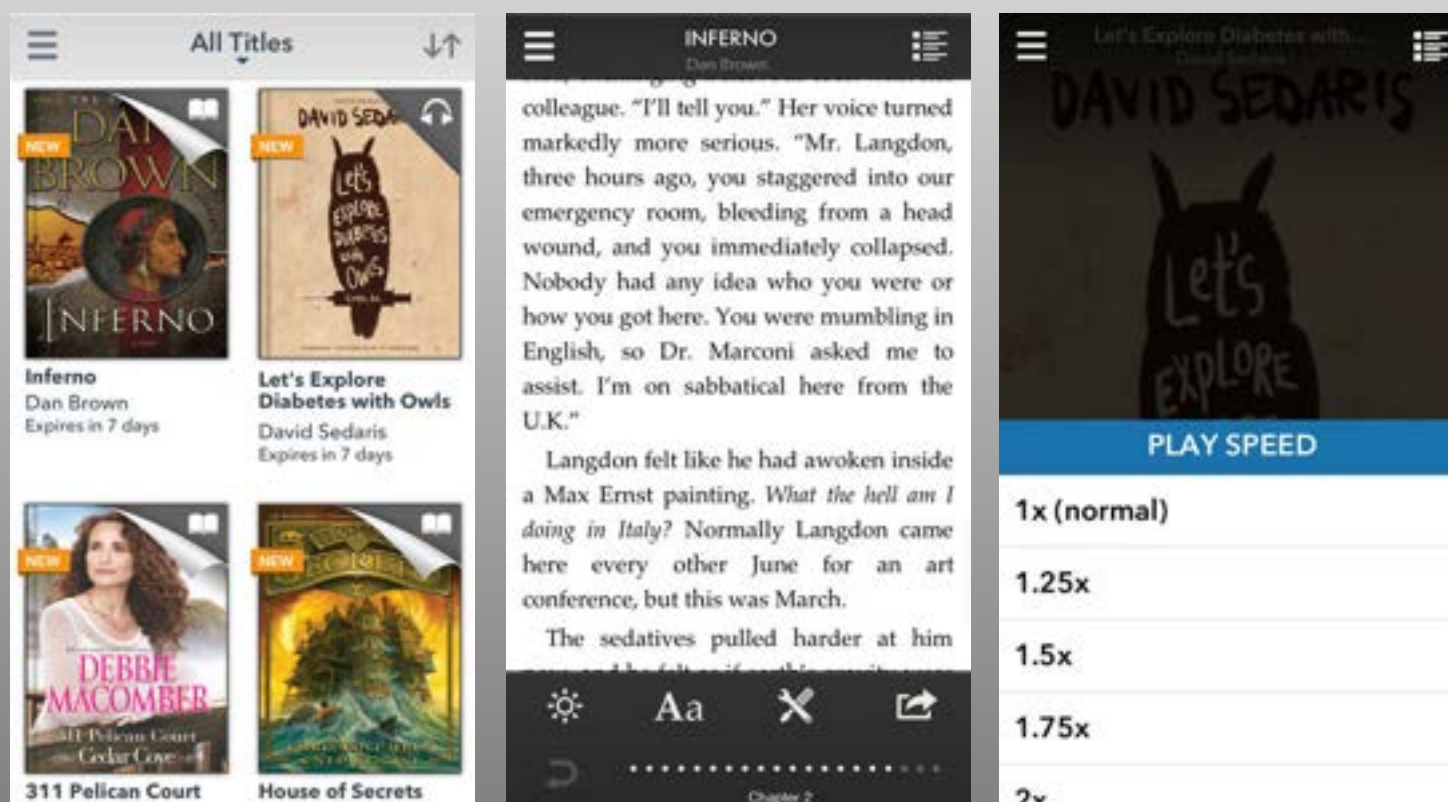 All Titles
NEW
DAN
BROWN
INFERNO
Inferno
Dan Brown
Expires in 7 days
NEW
DAVID SEDA
Let's
EXPLORE
DIABETES
with
OWLS
Let's Explore
Diabetes with Owls
David Sedaris
Expires in 7 days
NEW
DEBBIE
MACOMBER
311 Pelican Court
Cedar Cove
311 Pelican Court
NEW
SECRETS
House of Secrets
INFERNO
Dan Brown
colleague. “I’ll tell you.” Her voice turned
markedly more serious. “Mr. Langdon,
three hours ago, you staggered into our
emergency room, bleeding from a head
wound, and you immediately collapsed.
Nobody had any idea who you were or
how you got here. You were mumbling in
English, so Dr. Marconi asked me to
assist. I’m on sabbatical here from the
U.K.”
Langdon felt like he had awoken inside
a Max Ernst painting. What the hell am I
doing in Italy? Normally Langdon came
here every other June for an art
conference, but this was March.
The sedatives pulled harder at him
Aa
Chapter 2
Let's Explore Diabetes with...
David Sedaris
DAVID SEDARIS
Let's
EXPLORE
PLAY SPEED
1x (normal)
1.25x
1.5x
1.75x
2x